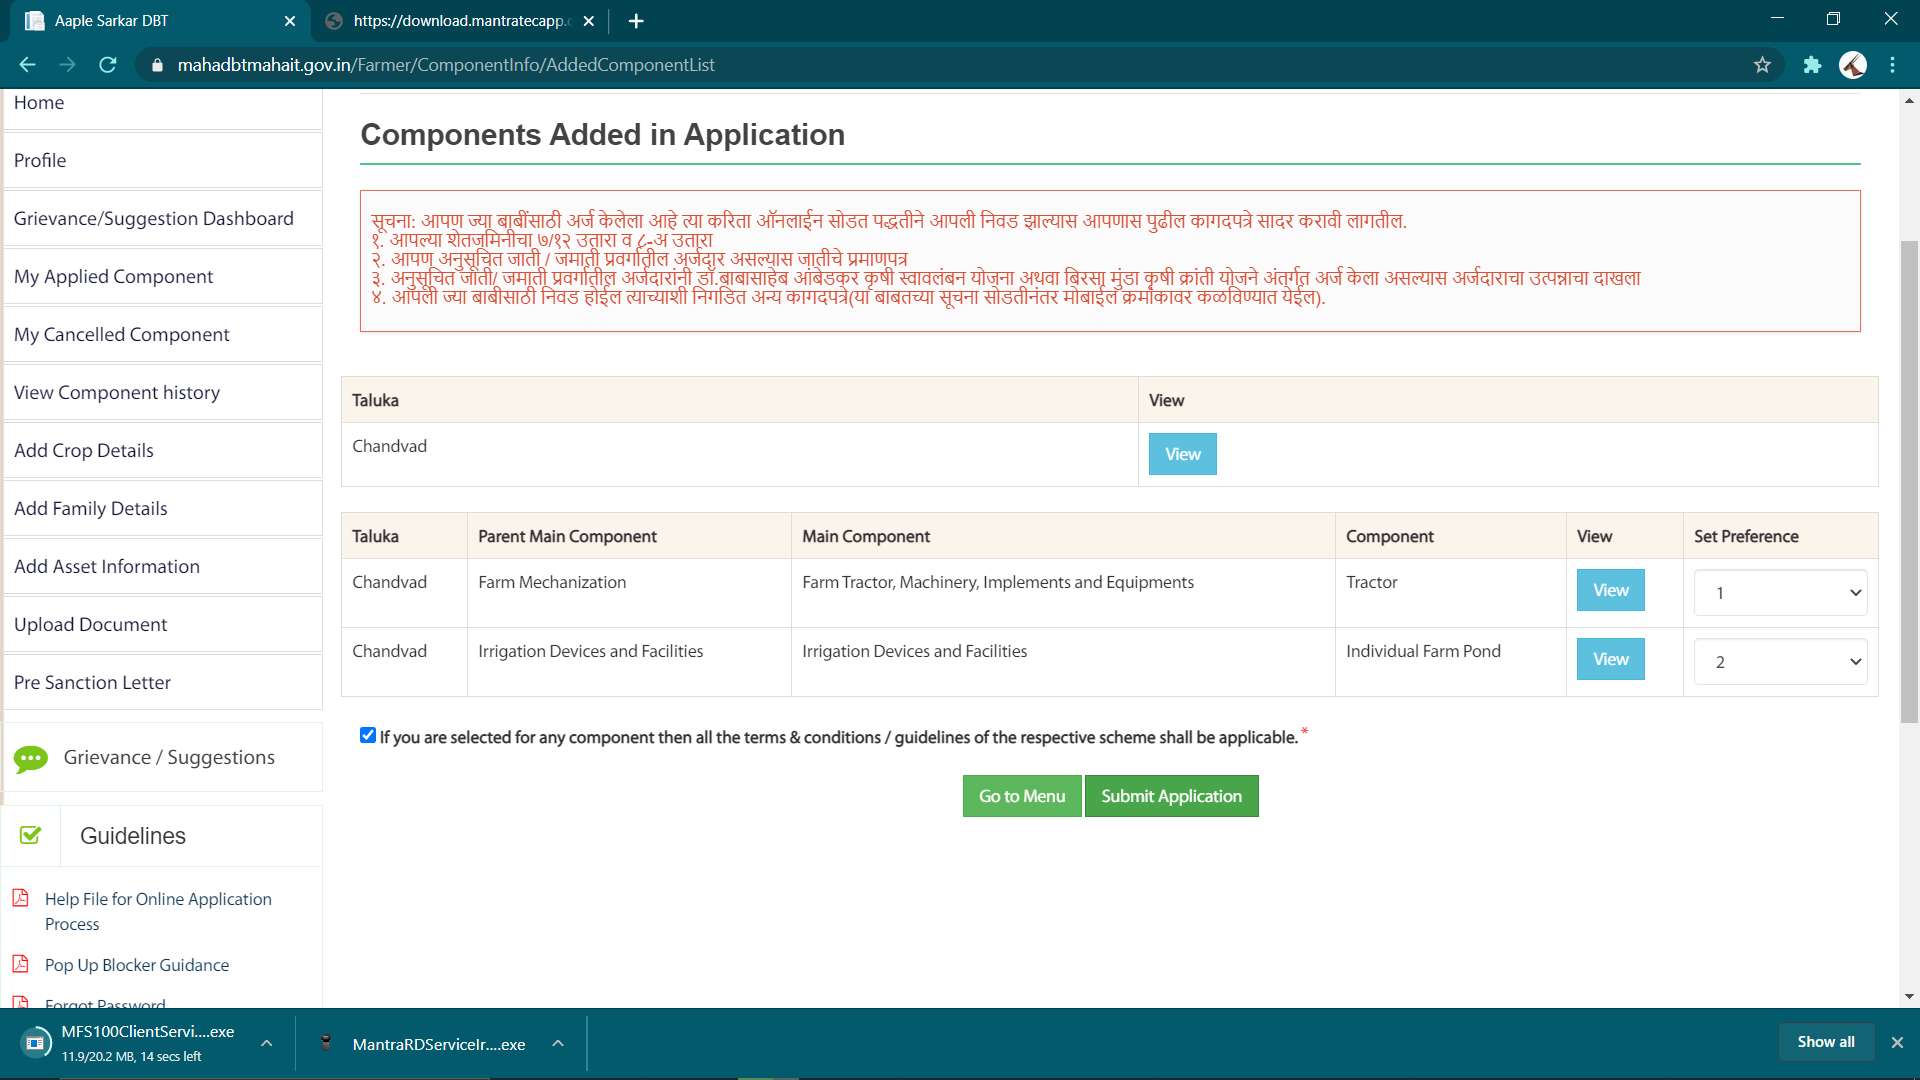 Aaple Sarkar DBT
https://download.mantratecapp.c
mahadbtmahait.gov.in/Farmer/ComponentInfo/AddedComponentList
Home
Profile
Grievance/Suggestion Dashboard
My Applied Component
My Cancelled Component
View Component history
Add Crop Details
Add Family Details
Add Asset Information
Upload Document
Pre Sanction Letter
Grievance / Suggestions
Guidelines
Help File for Online Application
Process
Pop Up Blocker Guidance
Forgot Password
Components Added in Application
सूचना: आपण ज्या बाबींसाठी अर्ज केलेला आहे त्या करिता ऑनलाईन सोडत पद्धतीने आपली निवड झाल्यास आपणास पुढील कागदपत्रे सादर करावी लागतील.
१. आपल्या शेतजमिनीचा ७/१२ उतारा व ८-अ उतारा
२. आपण अनुसूचित जाती / जमाती प्रवर्गातील अर्जदार असल्यास जातीचे प्रमाणपत्र
३. अनुसूचित जाती/ जमाती प्रवर्गातील अर्जदारांनी डॉ.बाबासाहेब आंबेडकर कृषी स्वावलंबन योजना अथवा बिरसा मुंडा कृषी क्रांती योजने अंतर्गत अर्ज केला असल्यास अर्जदाराचा उत्पन्नाचा दाखला
४. आपली ज्या बाबीसाठी निवड होईल त्याच्याशी निगडित अन्य कागदपत्रे(या बाबतच्या सूचना सोडतीनंतर मोबाईल क्रमांकावर कळविण्यात येईल).
Taluka View
Chandvad View
Taluka Parent Main Component Main Component Component View Set Preference
Chandvad Farm Mechanization Farm Tractor, Machinery, Implements and Equipments Tractor View 1
Chandvad Irrigation Devices and Facilities Irrigation Devices and Facilities Individual Farm Pond View 2
If you are selected for any component then all the terms & conditions / guidelines of the respective scheme shall be applicable. *
Go to Menu Submit Application
MFS100ClientServi....exe
11.9/20.2 MB, 14 secs left
MantraRDServiceIr....exe
Show all